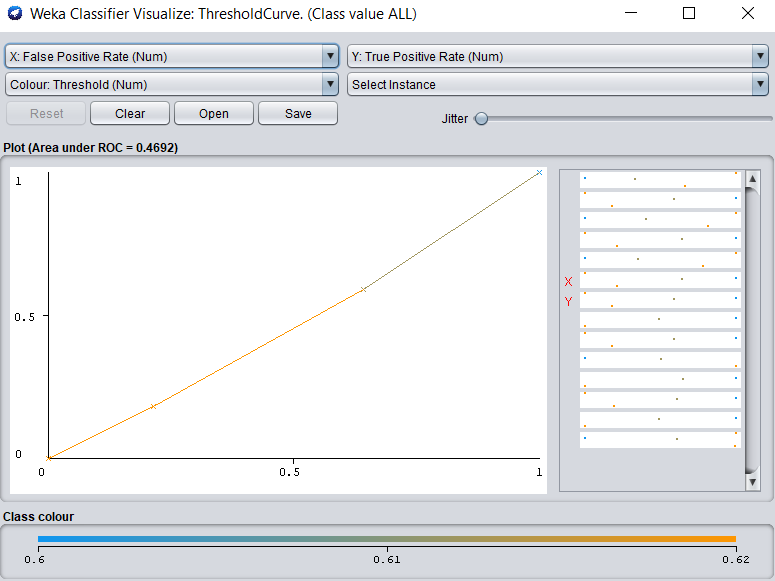 Weka Classifier Visualize: ThresholdCurve. (Class value ALL)
X: False Positive Rate (Num)
Y: True Positive Rate (Num)
Colour: Threshold (Num)
Select Instance
Reset
Clear
Open
Save
Jitter
Plot (Area under ROC = 0.4692)
1
0.5
0
0
0.5
1
X
Y
Class colour
0.6
0.61
0.62